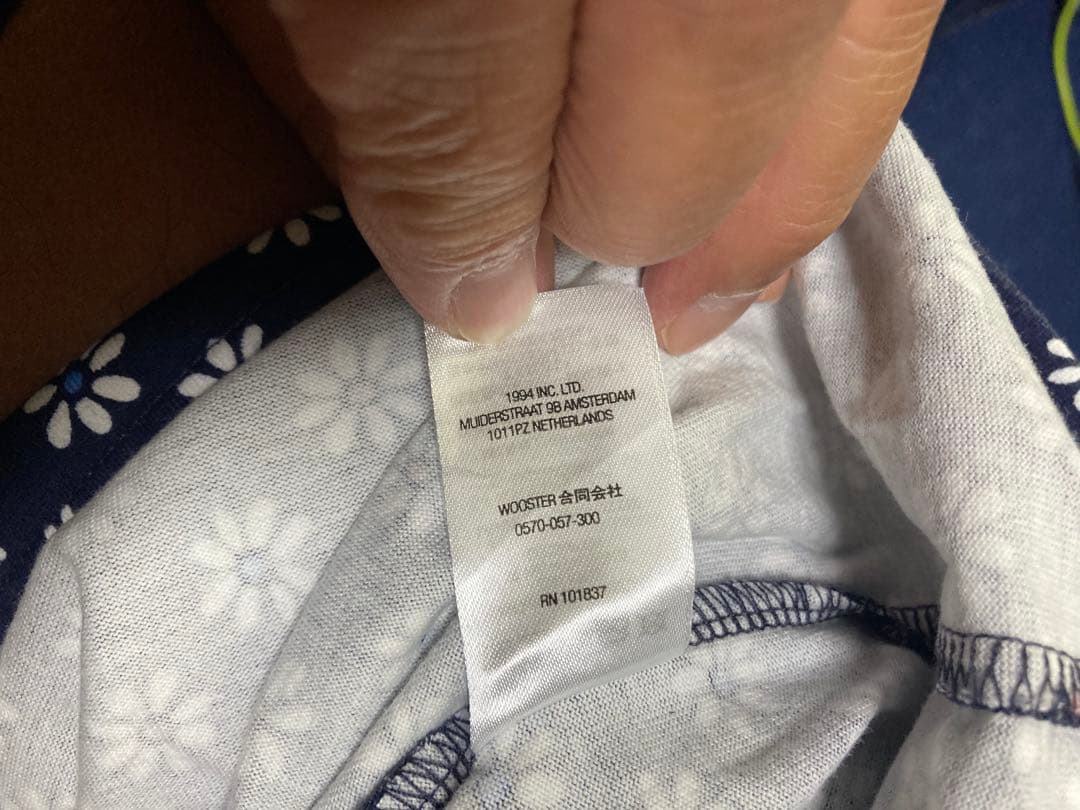 1994 INC. LTD.
MUIDERSTRAAT 9B AMSTERDAM
1011PZ NETHERLANDS
WOOSTER 合同会社
0570-057-300
RN 101837